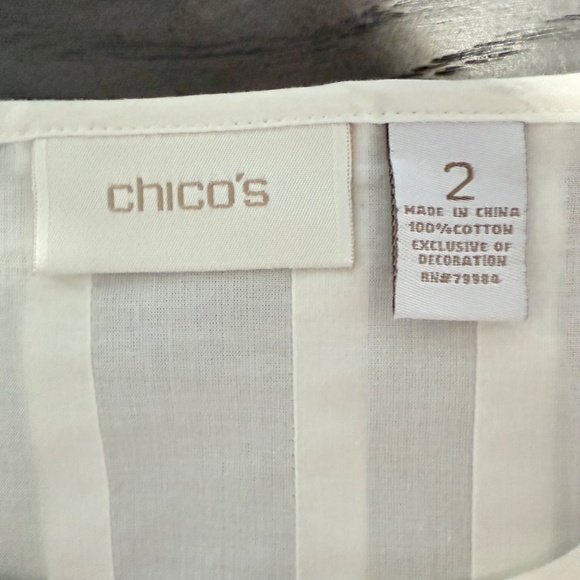 chico's
2
MADE IN CHINA
100%COTTON
EXCLUSIVE OF
DECORATION
RN#79984